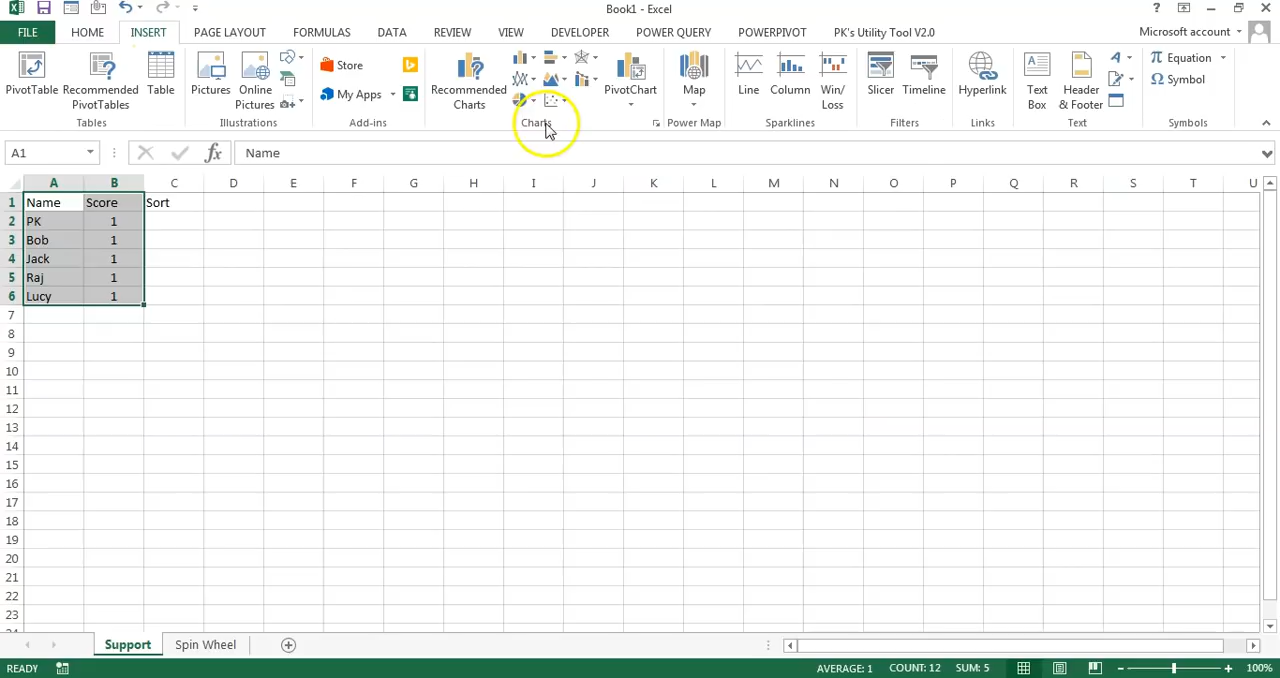 Book1 - Excel
?
FILE
HOME
INSERT
PAGE LAYOUT
FORMULAS
DATA
REVIEW
VIEW
DEVELOPER
POWER QUERY
POWERPIVOT
PK's Utility Tool V2.0
Microsoft account
PivotTable
Recommended
PivotTables
Table
Tables
Pictures
Online
Pictures
Illustrations
Store
My Apps
Add-ins
Recommended
Charts
PivotChart
Charts
Map
Power Map
Line
Column
Win/
Loss
Sparklines
Slicer
Timeline
Filters
Hyperlink
Links
Text
Box
Header
& Footer
Text
Equation
Symbol
Symbols
A1
fx
Name
A B C D E F G H I J K L M N O P Q R S T U
1 Name Score Sort
2 PK 1
3 Bob 1
4 Jack 1
5 Raj 1
6 Lucy 1
7
8
9
10
11
12
13
14
15
16
17
18
19
20
21
22
23
Support
Spin Wheel
READY
AVERAGE: 1
COUNT: 12
SUM: 5
100%